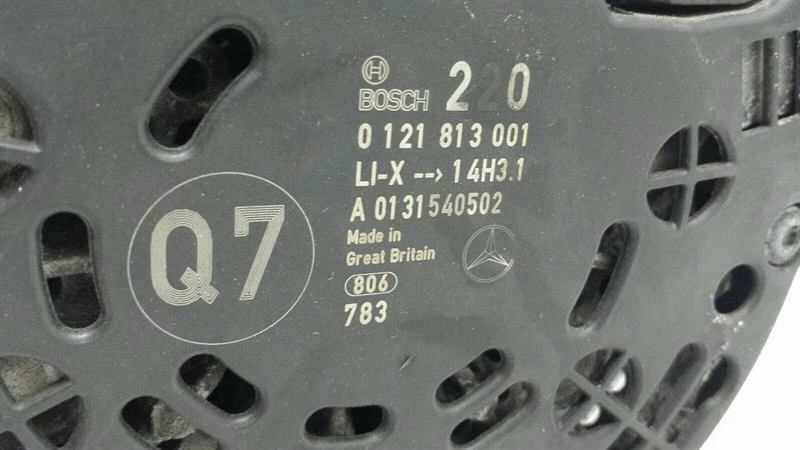 BOSCH 220
0 121 813 001
LI-X --> 14H3.1
A 0131540502
Made in
Great Britain
806
783
Q7